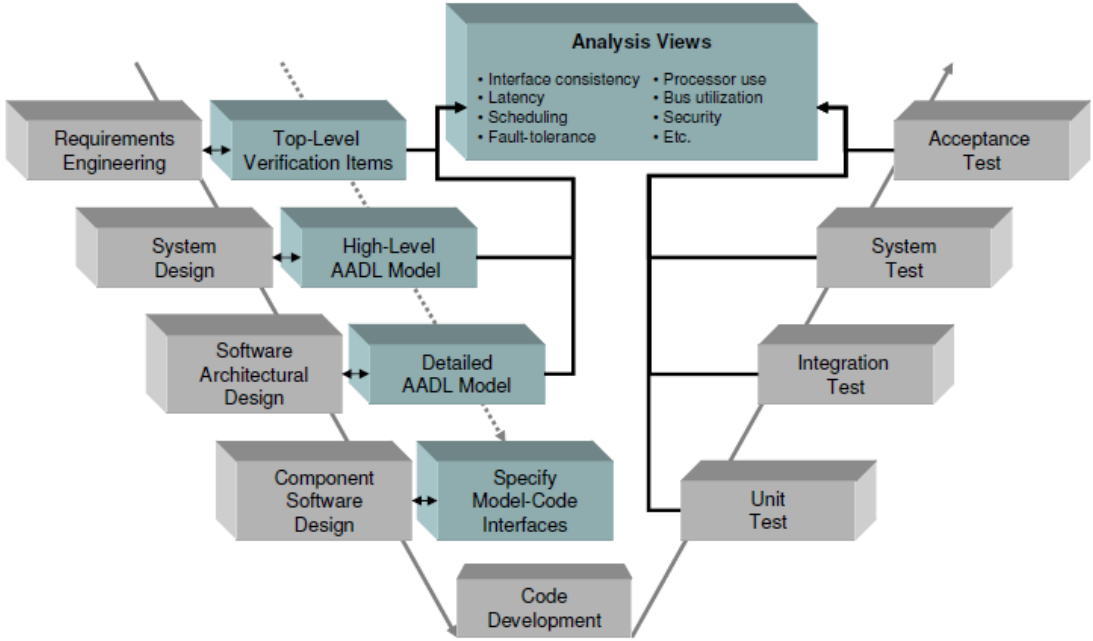 Analysis Views
• Interface consistency
• Latency
• Scheduling
• Fault-tolerance
• Processor use
• Bus utilization
• Security
• Etc.
Requirements
Engineering
Top-Level
Verification Items
Acceptance
Test
System
Design
High-Level
AADL Model
System
Test
Software
Architectural
Design
Detailed
AADL Model
Integration
Test
Component
Software
Design
Specify
Model-Code
Interfaces
Unit
Test
Code
Development